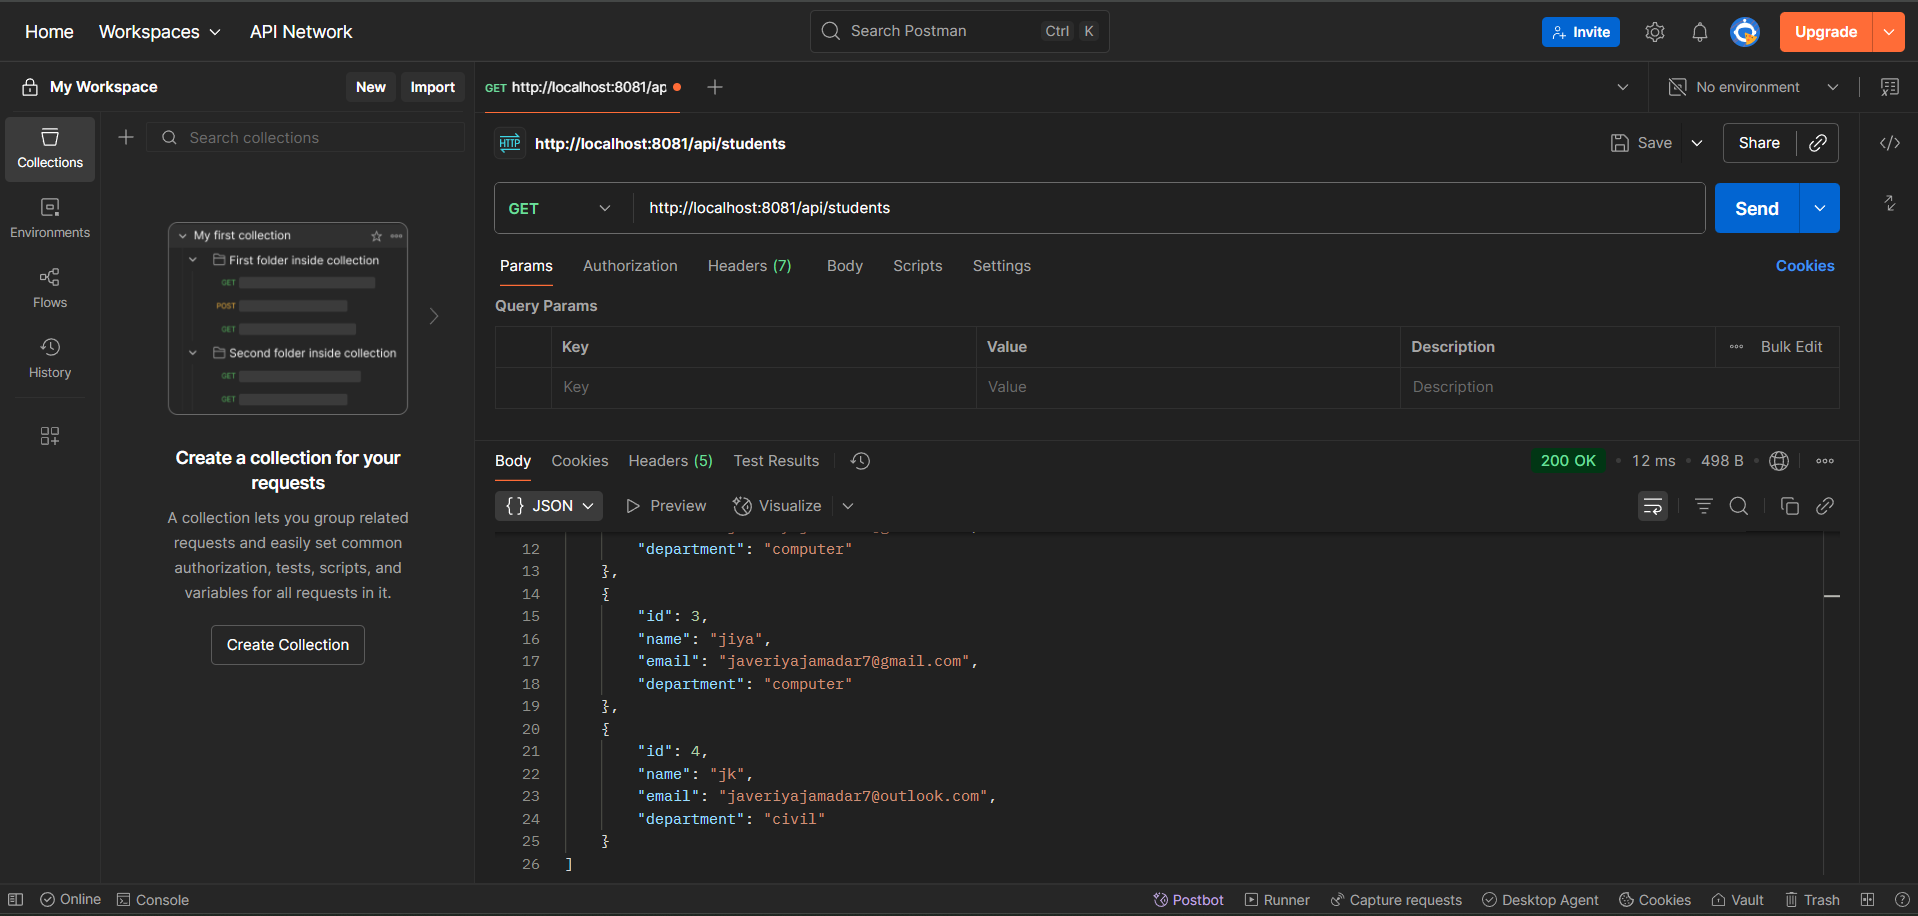 Home Workspaces API Network Search Postman Ctrl K Invite Upgrade
My Workspace New Import GET http://localhost:8081/ap No environment
Collections
Environments
Flows
History
Search collections
My first collection
First folder inside collection
GET
POST
GET
Second folder inside collection
GET
GET
Create a collection for your
requests
A collection lets you group related
requests and easily set common
authorization, tests, scripts, and
variables for all requests in it.
Create Collection
HTTP http://localhost:8081/api/students Save Share
GET http://localhost:8081/api/students Send
Params Authorization Headers (7) Body Scripts Settings Cookies
Query Params
Key Value Description Bulk Edit
Key Value Description
Body Cookies Headers (5) Test Results 200 OK • 12 ms • 498 B
{} JSON Preview Visualize
12 "department": "computer"
13 },
14 {
15 "id": 3,
16 "name": "jiya",
17 "email": "javeriyajamadar7@gmail.com",
18 "department": "computer"
19 },
20 {
21 "id": 4,
22 "name": "jk",
23 "email": "javeriyajamadar7@outlook.com",
24 "department": "civil"
25 }
26 ]
Online Console Postbot Runner Capture requests Desktop Agent Cookies Vault Trash